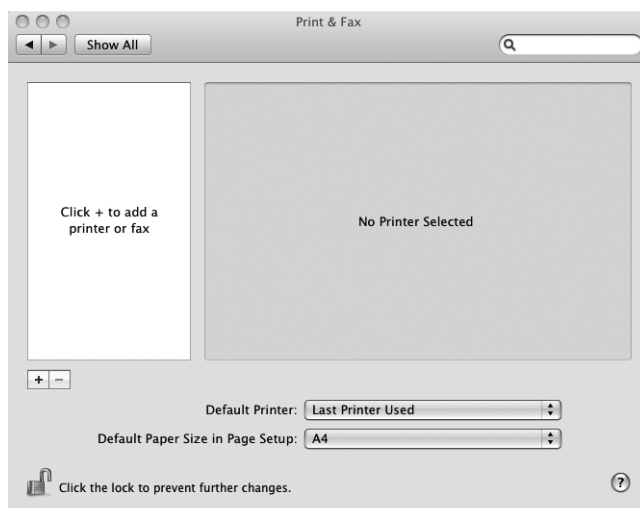 Print & Fax
Show All
Click + to add a
printer or fax
No Printer Selected
+ −
Default Printer: Last Printer Used
Default Paper Size in Page Setup: A4
Click the lock to prevent further changes.
?